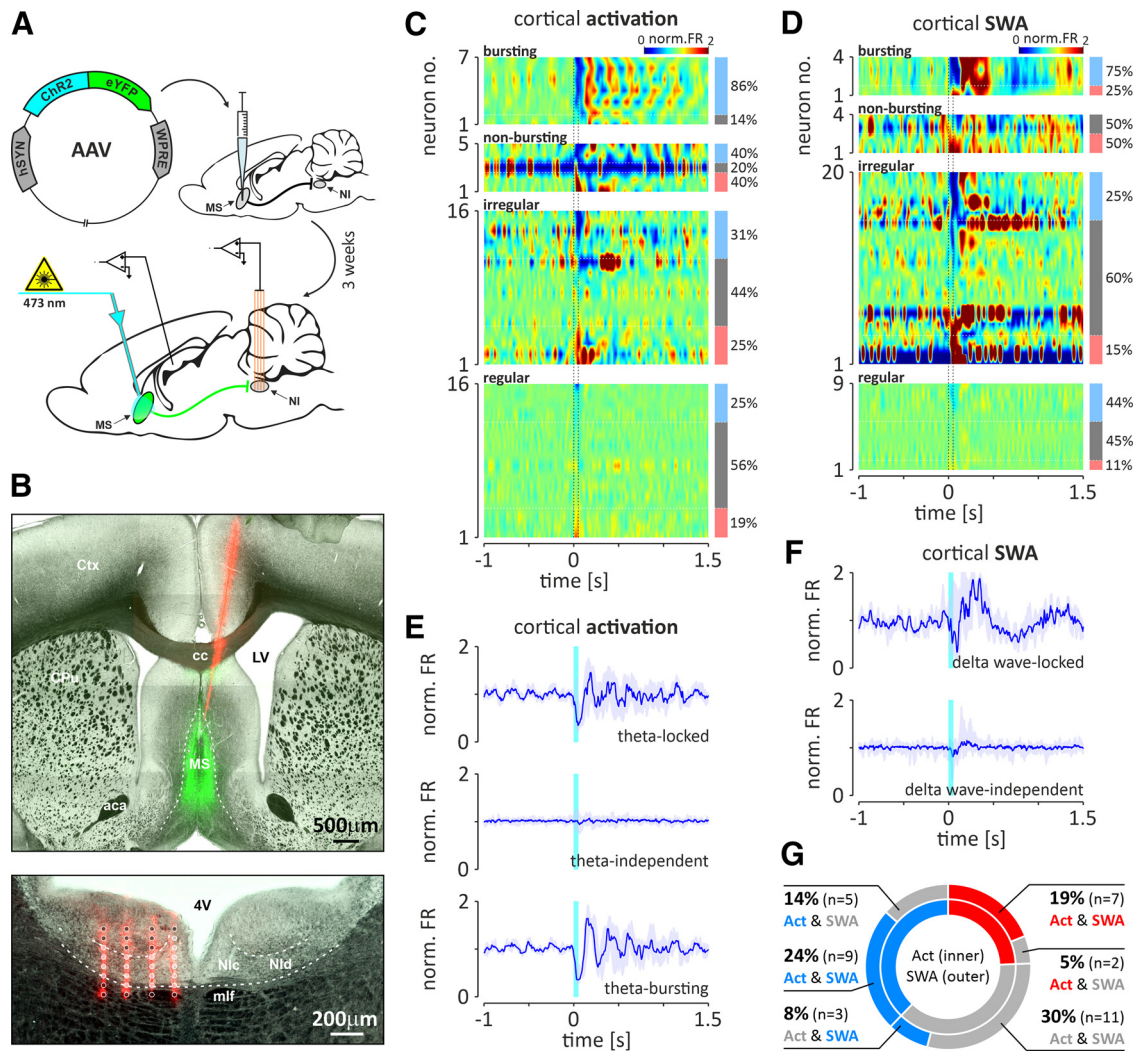 A
ChR2
eYFP
hSYN
AAV
WPRE
MS
NI
3 weeks
473 nm
MS
NI
B
Ctx
cc
LV
CPu
MS
aca
500μm
4V
NIc
NId
mlf
200μm
C
cortical activation
0 norm.FR 2
neuron no.
bursting
7
1
86%
14%
non-bursting
5
1
40%
20%
40%
irregular
16
1
31%
44%
25%
regular
16
1
25%
56%
19%
-1
0
1.5
time [s]
D
cortical SWA
0 norm.FR 2
bursting
4
1
75%
25%
non-bursting
4
1
50%
50%
irregular
20
1
25%
60%
15%
regular
9
1
44%
45%
11%
-1
0
1.5
time [s]
E
cortical activation
norm. FR
2
0
theta-locked
norm. FR
2
0
theta-independent
norm. FR
2
0
theta-bursting
-1
0
1.5
time [s]
F
cortical SWA
norm. FR
2
0
delta wave-locked
norm. FR
2
0
delta wave-independent
-1
0
1.5
time [s]
G
14% (n=5)
Act & SWA
24% (n=9)
Act & SWA
8% (n=3)
Act & SWA
Act (inner)
SWA (outer)
19% (n=7)
Act & SWA
5% (n=2)
Act & SWA
30% (n=11)
Act & SWA